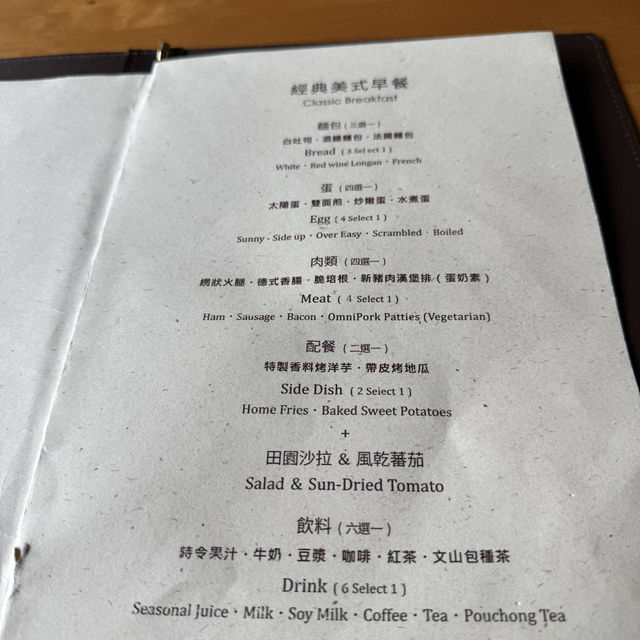 經典美式早餐
Classic Breakfast
麵包 (三選一)
白吐司·酒釀麵包·法國麵包
Bread ( 3 Select 1 )
White · Red wine Longan · French
蛋 (四選一)
太陽蛋·雙面煎·炒嫩蛋·水煮蛋
Egg ( 4 Select 1 )
Sunny - Side up · Over Easy · Scrambled · Boiled
肉類 (四選一)
網狀火腿·德式香腸·脆培根·新豬肉漢堡排 ( 蛋奶素 )
Meat ( 4 Select 1 )
Ham · Sausage · Bacon · OmniPork Patties (Vegetarian)
配餐 (二選一)
特製香料烤洋芋·帶皮烤地瓜
Side Dish ( 2 Select 1 )
Home Fries · Baked Sweet Potatoes
+
田園沙拉 & 風乾蕃茄
Salad & Sun-Dried Tomato
飲料 (六選一)
時令果汁·牛奶·豆漿·咖啡·紅茶·文山包種茶
Drink ( 6 Select 1 )
Seasonal Juice · Milk · Soy Milk · Coffee · Tea · Pouchong Tea